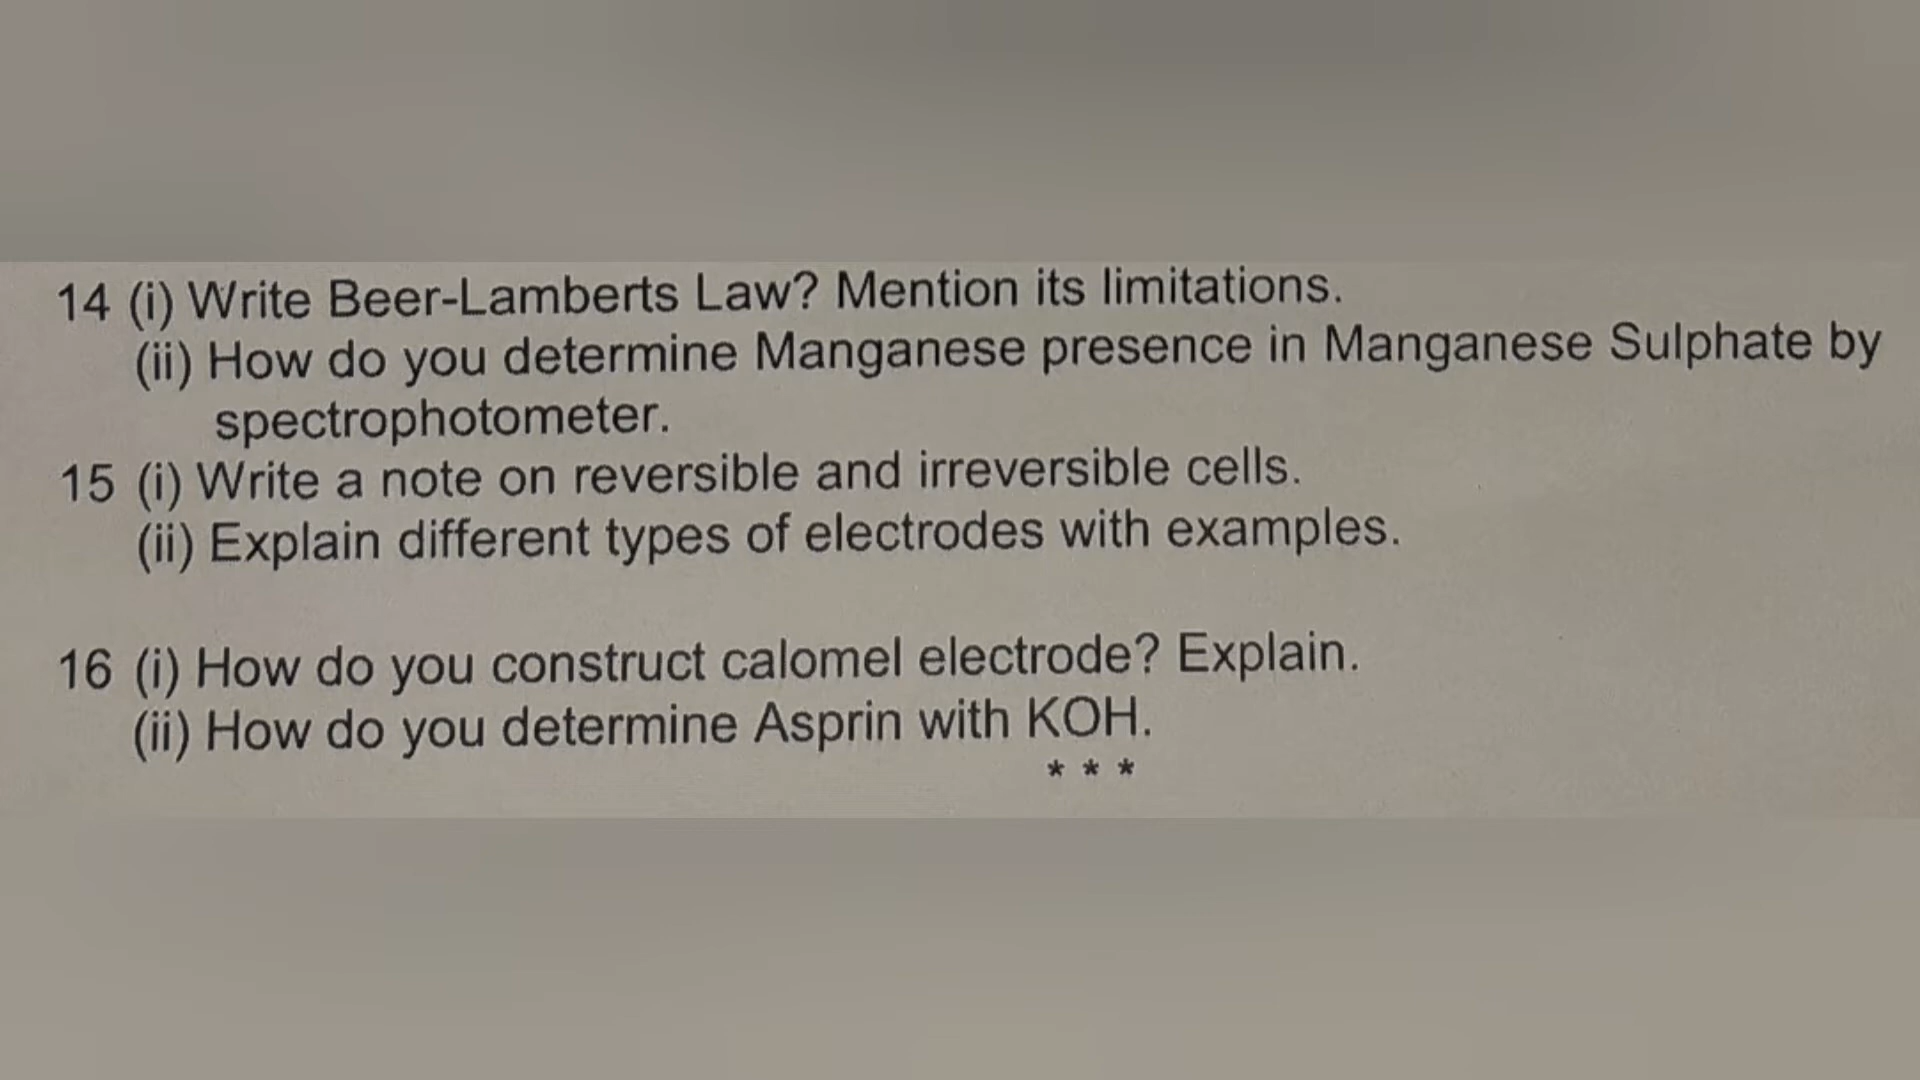 14 (i) Write Beer-Lamberts Law? Mention its limitations.
(ii) How do you determine Manganese presence in Manganese Sulphate by
spectrophotometer.
15 (i) Write a note on reversible and irreversible cells.
(ii) Explain different types of electrodes with examples.
16 (i) How do you construct calomel electrode? Explain.
(ii) How do you determine Asprin with KOH.
* * *